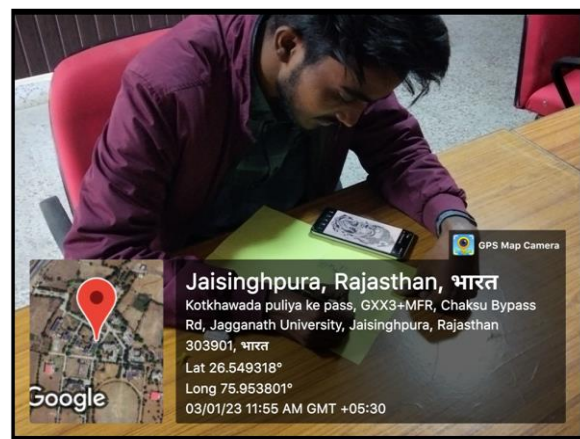 GPS Map Camera
Jaisinghpura, Rajasthan, भारत
Kotkhawada puliya ke pass, GXX3+MFR, Chaksu Bypass
Rd, Jagganath University, Jaisinghpura, Rajasthan
303901, भारत
Lat 26.549318°
Long 75.953801°
03/01/23 11:55 AM GMT +05:30
Google